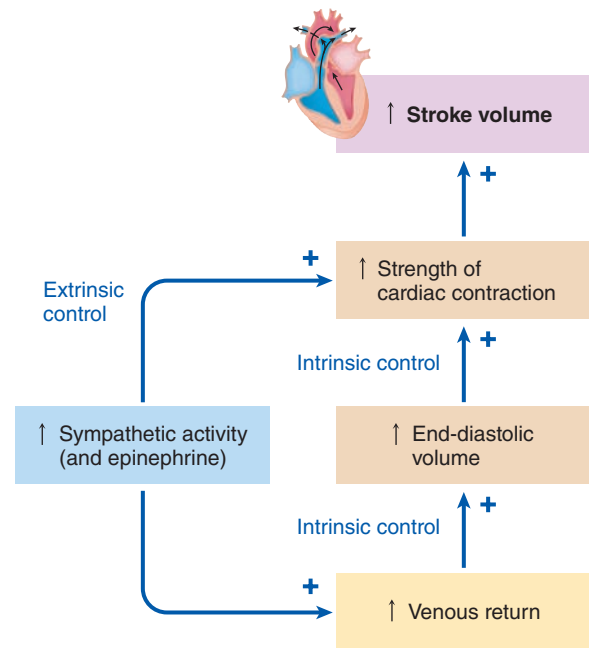 ↑ Stroke volume
+
+
↑ Strength of
cardiac contraction
Extrinsic
control
+
Intrinsic control
↑ Sympathetic activity
(and epinephrine)
↑ End-diastolic
volume
+
Intrinsic control
+
↑ Venous return